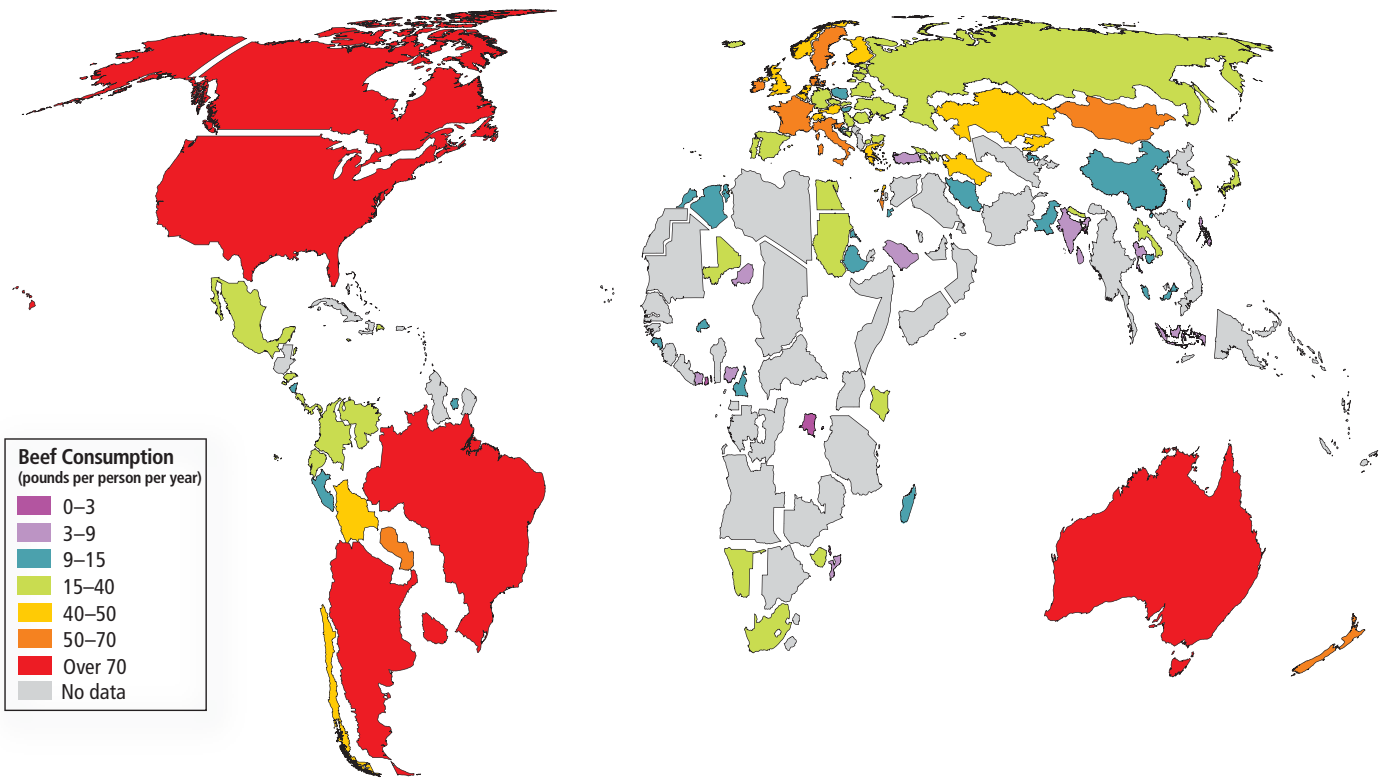 Beef Consumption
(pounds per person per year)
0–3
3–9
9–15
15–40
40–50
50–70
Over 70
No data